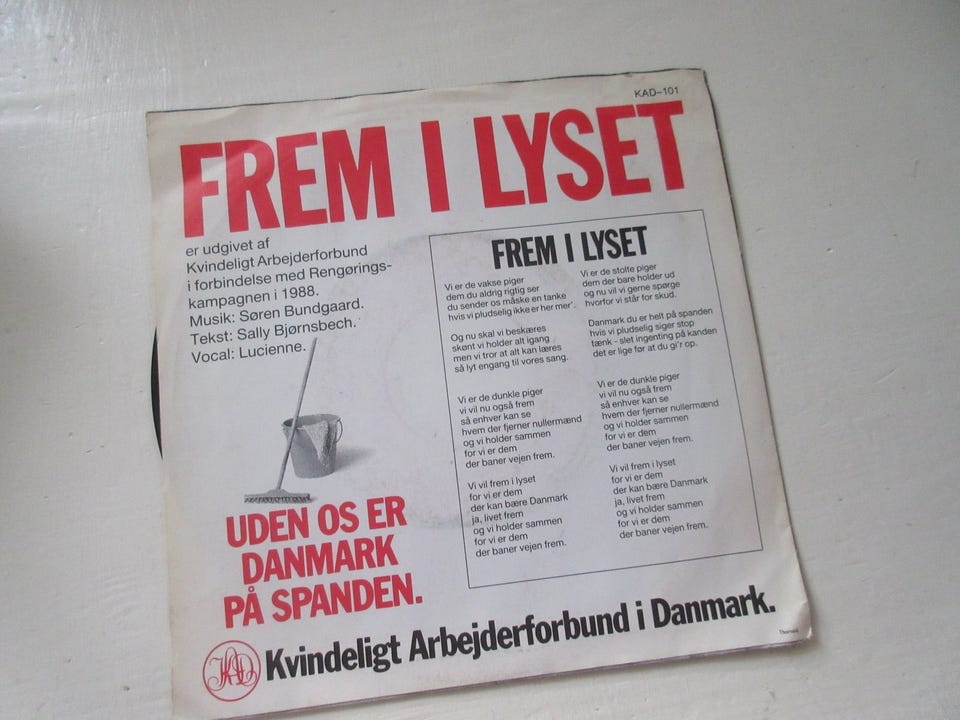 KAD–101
FREM I LYSET
er udgivet af
Kvindeligt Arbejderforbund
i forbindelse med Rengørings-
kampagnen i 1988.
Musik: Søren Bundgaard.
Tekst: Sally Bjørnsbech.
Vocal: Lucienne.
FREM I LYSET
Vi er de vakse piger
dem du aldrig rigtig ser
du sender os måske en tanke
hvis vi pludselig ikke er her mer'.
Og nu skal vi beskæres
skønt vi holder alt igang
men vi tror at alt kan læres
så lyt engang til vores sang.
Vi er de dunkle piger
vi vil nu også frem
så enhver kan se
hvem der fjerner nullermænd
og vi holder sammen
for vi er dem
der baner vejen frem.
Vi vil frem i lyset
for vi er dem
der kan bære Danmark
ja, livet frem
og vi holder sammen
for vi er dem
der baner vejen frem.
Vi er de stolte piger
dem der bare holder ud
og nu vil vi gerne spørge
hvorfor vi står for skud.
Danmark du er helt på spanden
hvis vi pludselig siger stop
tænk - slet ingenting på kanden
det er lige før at du gi'r op.
Vi er de dunkle piger
vi vil nu også frem
så enhver kan se
hvem der fjerner nullermænd
og vi holder sammen
for vi er dem
der baner vejen frem.
Vi vil frem i lyset
for vi er dem
der kan bære Danmark
ja, livet frem
og vi holder sammen
for vi er dem
der baner vejen frem.
UDEN OS ER
DANMARK
PÅ SPANDEN.
KAD
Kvindeligt Arbejderforbund i Danmark.